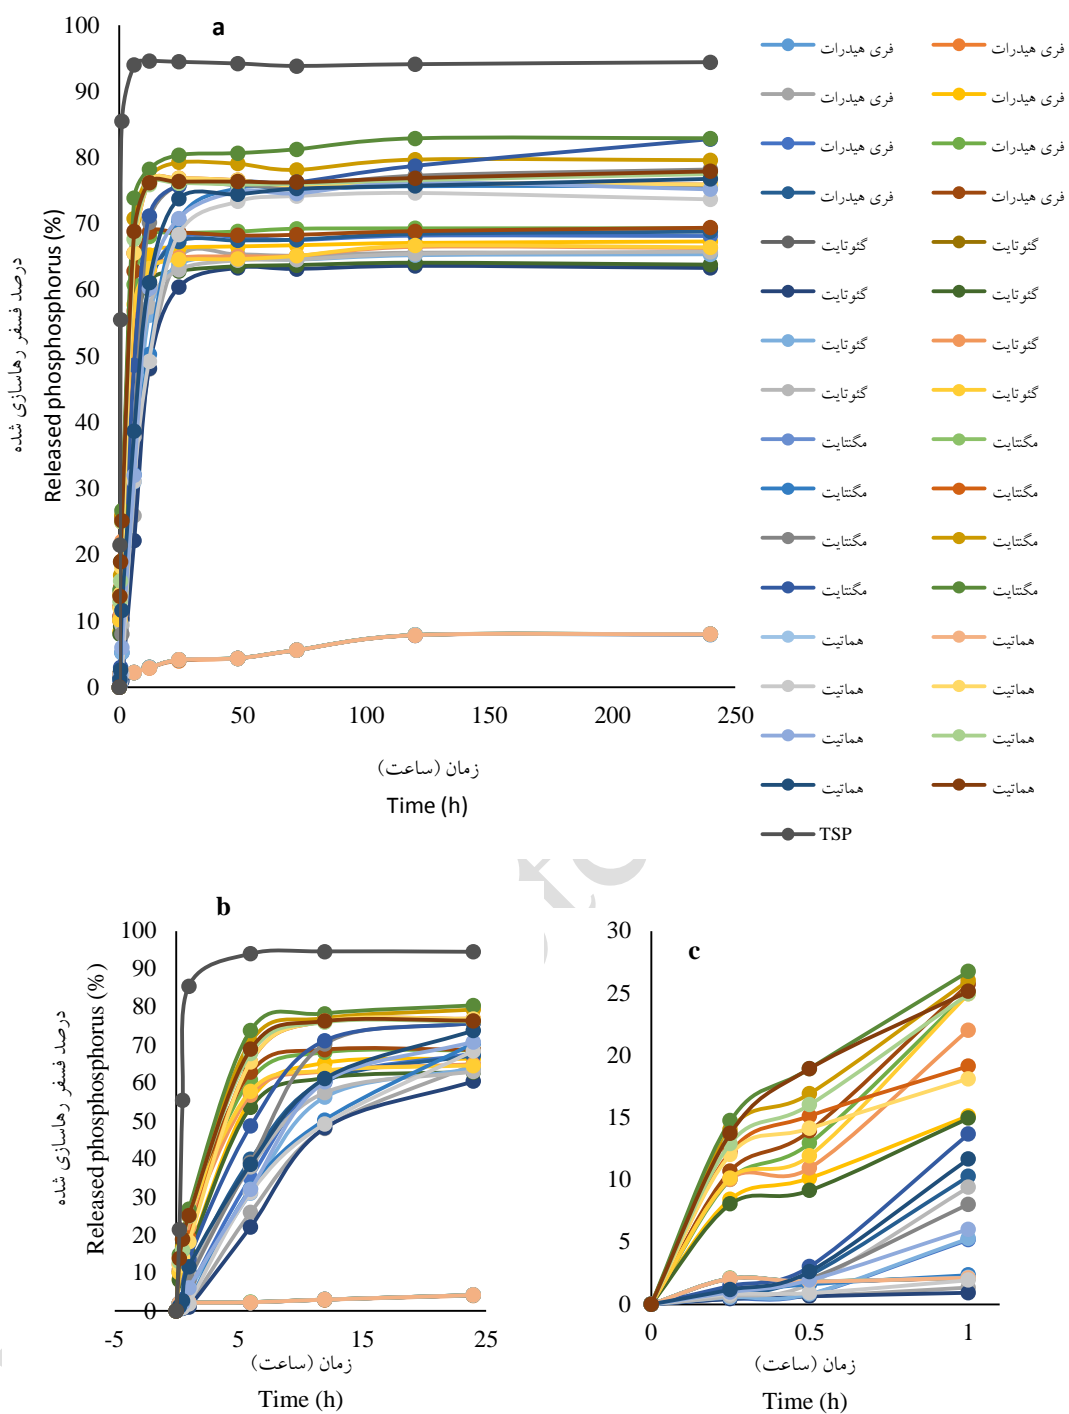 a
100
90
80
70
60
50
40
30
20
10
0
0
50
100
150
200
250
درصد فسفر رهاسازی شده
Released phosphorus (%)
زمان (ساعت)
Time (h)
فری هیدرات
فری هیدرات
فری هیدرات
فری هیدرات
فری هیدرات
فری هیدرات
فری هیدرات
فری هیدرات
گئوتایت
گئوتایت
گئوتایت
گئوتایت
گئوتایت
گئوتایت
گئوتایت
گئوتایت
مگنتایت
مگنتایت
مگنتایت
مگنتایت
مگنتایت
مگنتایت
مگنتایت
مگنتایت
هماتیت
هماتیت
هماتیت
هماتیت
هماتیت
هماتیت
هماتیت
هماتیت
TSP
b
100
90
80
70
60
50
40
30
20
10
0
-5
5
15
25
درصد فسفر رهاسازی شده
Released phosphorus (%)
زمان (ساعت)
Time (h)
c
30
25
20
15
10
5
0
0
0.5
1
زمان (ساعت)
Time (h)